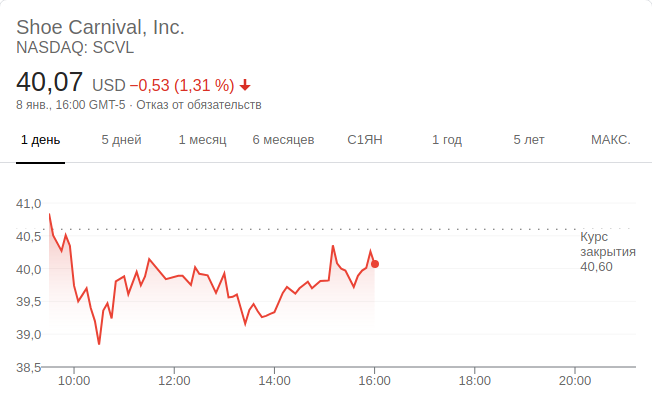 Shoe Carnival, Inc.
NASDAQ: SCVL
40,07 USD −0,53 (1,31 %)
8 янв., 16:00 GMT-5 · Отказ от обязательств
1 день 5 дней 1 месяц 6 месяцев С1ЯН 1 год 5 лет МАКС.
41,0
40,5
40,0
39,5
39,0
38,5
Курс
закрытия
40,60
10:00 12:00 14:00 16:00 18:00 20:00